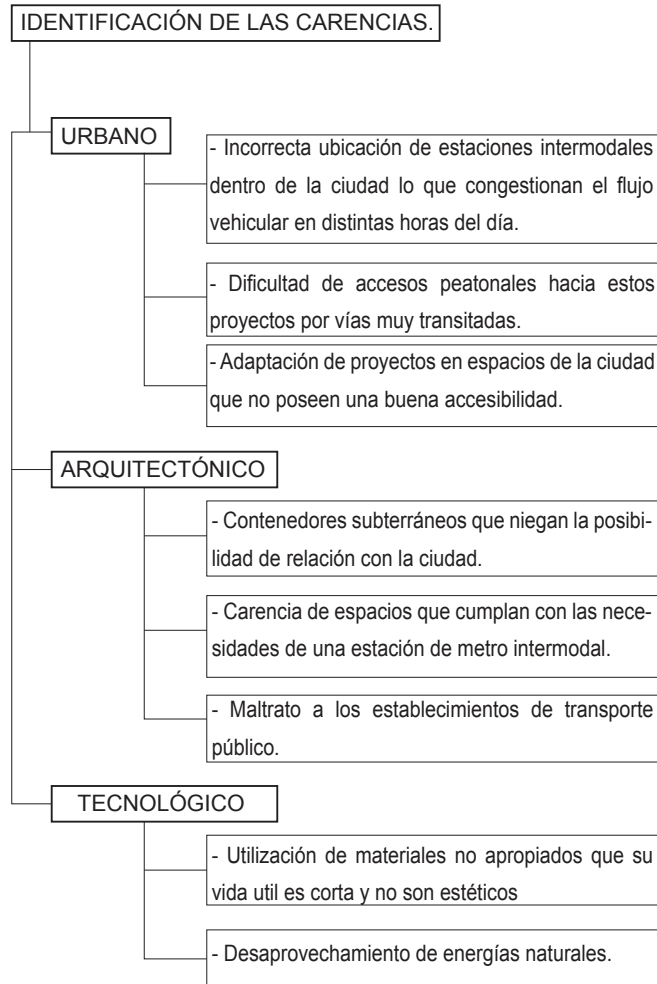 IDENTIFICACIÓN DE LAS CARENCIAS.
URBANO
- Incorrecta ubicación de estaciones intermodales
dentro de la ciudad lo que congestionan el flujo
vehicular en distintas horas del día.
- Dificultad de accesos peatonales hacia estos
proyectos por vías muy transitadas.
- Adaptación de proyectos en espacios de la ciudad
que no poseen una buena accesibilidad.
ARQUITECTÓNICO
- Contenedores subterráneos que niegan la posibi-
lidad de relación con la ciudad.
- Carencia de espacios que cumplan con las nece-
sidades de una estación de metro intermodal.
- Maltrato a los establecimientos de transporte
público.
TECNOLÓGICO
- Utilización de materiales no apropiados que su
vida util es corta y no son estéticos
- Desaprovechamiento de energías naturales.